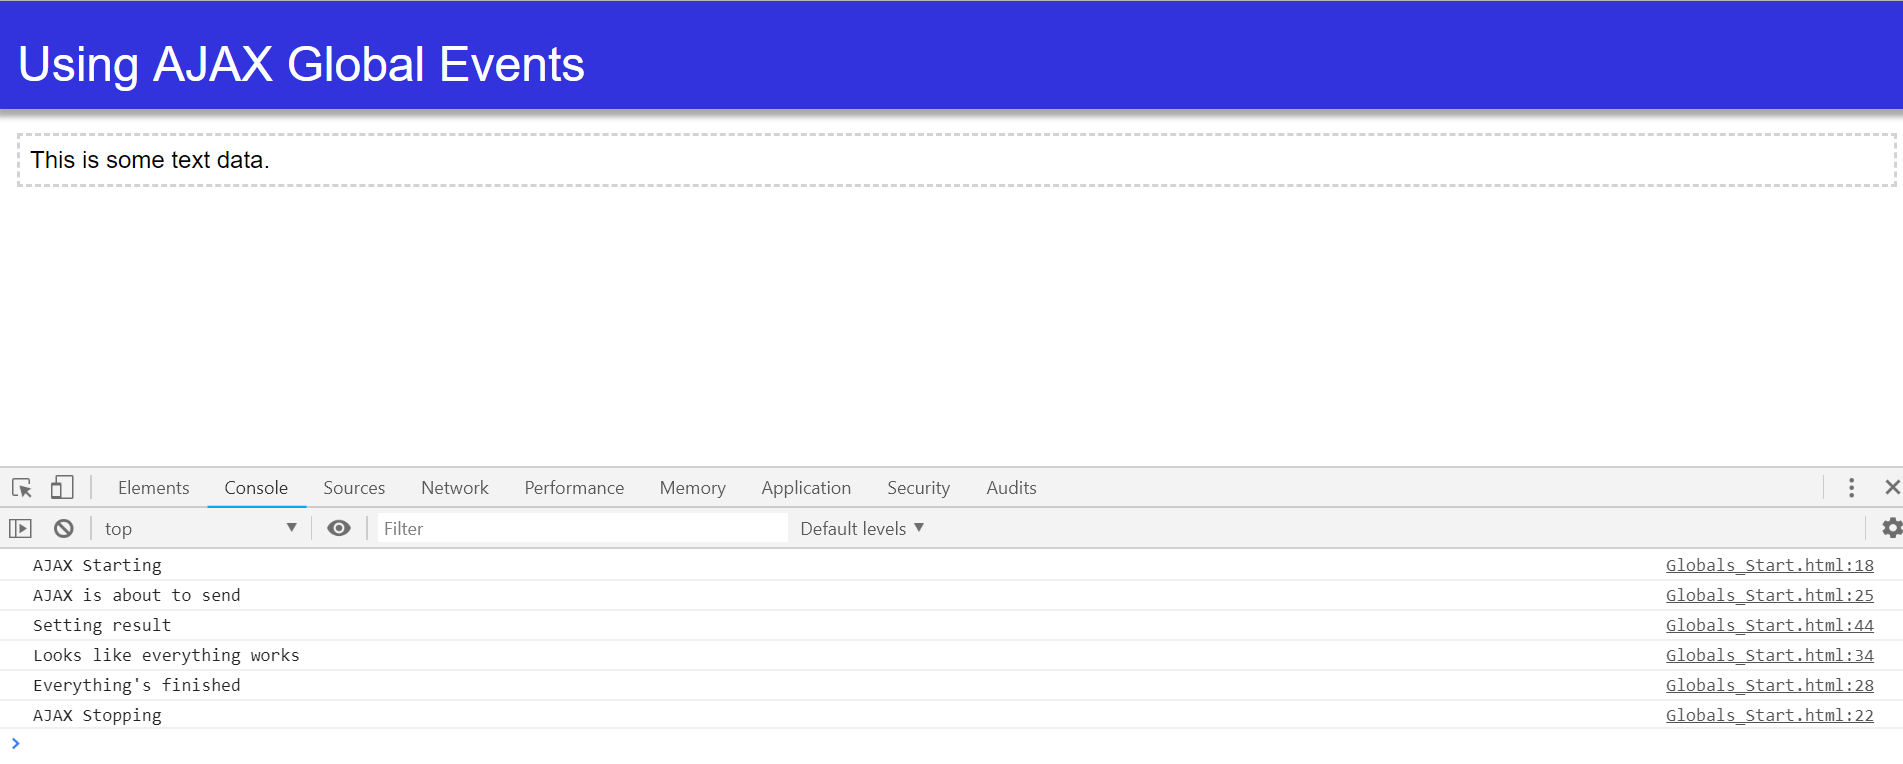 Using AJAX Global Events
This is some text data.
Elements Console Sources Network Performance Memory Application Security Audits
top Filter Default levels
AJAX Starting Globals_Start.html:18
AJAX is about to send Globals_Start.html:25
Setting result Globals_Start.html:44
Looks like everything works Globals_Start.html:34
Everything's finished Globals_Start.html:28
AJAX Stopping Globals_Start.html:22